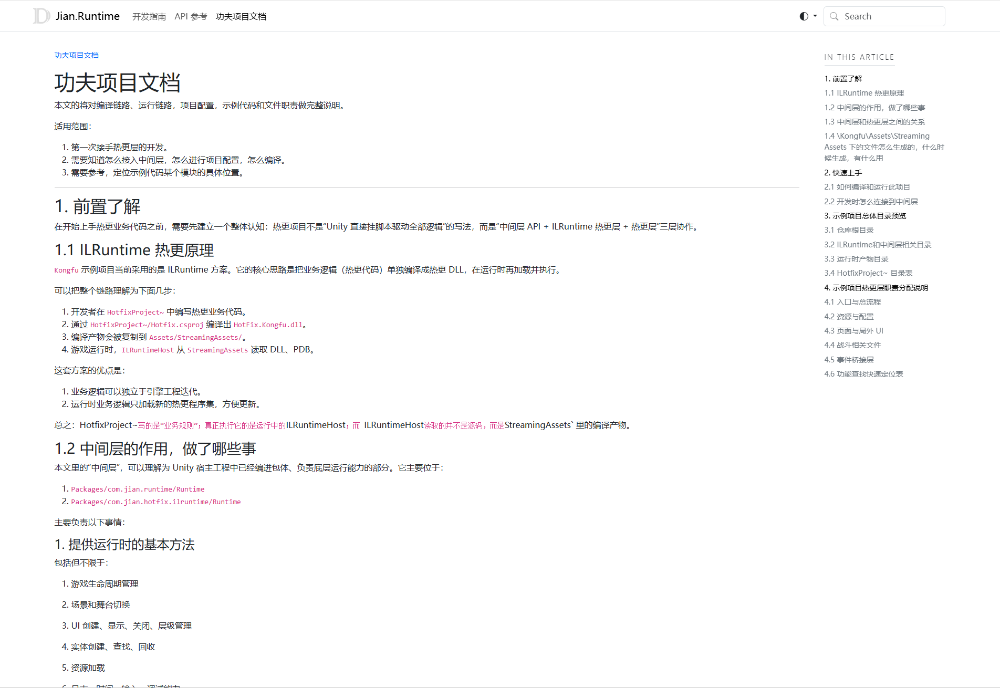 Jian.Runtime 开发指南 API 参考 功夫项目文档 Search
功夫项目文档
功夫项目文档
本文的将对编译链路、运行链路，项目配置，示例代码和文件职责做完整说明。
适用范围：
1. 第一次接手热更层的开发。
2. 需要知道怎么接入中间层，怎么进行项目配置，怎么编译。
3. 需要参考，定位示例代码某个模块的具体位置。
1. 前置了解
在开始上手热更业务代码之前，需要先建立一个整体认知：热更项目不是“Unity 直接挂脚本驱动全部逻辑”的写法，而是“中间层 API + ILRuntime 热更层 + 热更层”三层协作。
1.1 ILRuntime 热更原理
Kongfu 示例项目当前采用的是 ILRuntime 方案。它的核心思路是把业务逻辑（热更代码）单独编译成热更 DLL，在运行时再加载并执行。
可以把整个链路理解为下面几步：
1. 开发者在 HotfixProject~ 中编写热更业务代码。
2. 通过 HotfixProject~/Hotfix.csproj 编译出 HotFix.Kongfu.dll。
3. 编译产物会被复制到 Assets/StreamingAssets/。
4. 游戏运行时，ILRuntimeHost 从 StreamingAssets 读取 DLL、PDB。
这套方案的优点是：
1. 业务逻辑可以独立于引擎工程迭代。
2. 运行时业务逻辑只加载新的热更程序集，方便更新。
总之：HotfixProject~写的是“业务规则”；真正执行它的是运行中的ILRuntimeHost；而 ILRuntimeHost读取的并不是源码，而是StreamingAssets` 里的编译产物。
1.2 中间层的作用，做了哪些事
本文里的“中间层”，可以理解为 Unity 宿主工程中已经编进包体、负责底层运行能力的部分。它主要位于：
1. Packages/com.jian.runtime/Runtime
2. Packages/com.jian.hotfix.ilruntime/Runtime
主要负责以下事情：
1. 提供运行时的基本方法
包括但不限于：
1. 游戏生命周期管理
2. 场景和舞台切换
3. UI 创建、显示、关闭、层级管理
4. 实体创建、查找、回收
5. 资源加载
IN THIS ARTICLE
1. 前置了解
1.1 ILRuntime 热更原理
1.2 中间层的作用，做了哪些事
1.3 中间层和热更层之间的关系
1.4 \Kongfu\Assets\Streaming
Assets 下的文件怎么生成的，什么时
候生成，有什么用
2. 快速上手
2.1 如何编译和运行此项目
2.2 开发时怎么连接到中间层
3. 示例项目总体目录预览
3.1 仓库根目录
3.2 ILRuntime和中间层相关目录
3.3 运行时产物目录
3.4 HotfixProject~ 目录表
4. 示例项目热更层职责分配说明
4.1 入口与总流程
4.2 资源与配置
4.3 页面与局外 UI
4.4 战斗相关文件
4.5 事件桥接层
4.6 功能查找快速定位表